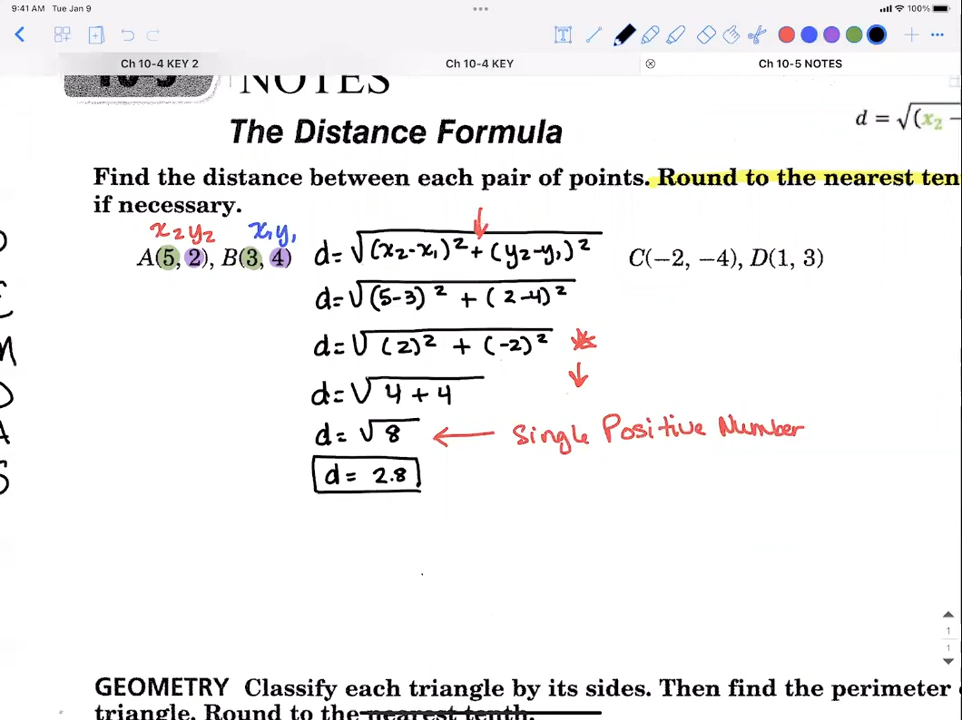 9:41 AM Tue Jan 9
100%
Ch 10-4 KEY 2
Ch 10-4 KEY
Ch 10-5 NOTES
10-5 NOTES
The Distance Formula
d = √(x₂ −
Find the distance between each pair of points. Round to the nearest ten
if necessary.
x₂ y₂ x₁ y₁
A(5, 2), B(3, 4)
d=√(x₂-x₁)² + (y₂-y₁)²
C(−2, −4), D(1, 3)
d=√(5-3)² + (2-4)²
d=√(2)² + (-2)²
d=√4+4
d=√8 ← Single Positive Number
d= 2.8
E
M
D
A
S
1
1
GEOMETRY Classify each triangle by its sides. Then find the perimeter
triangle. Round to the nearest tenth.